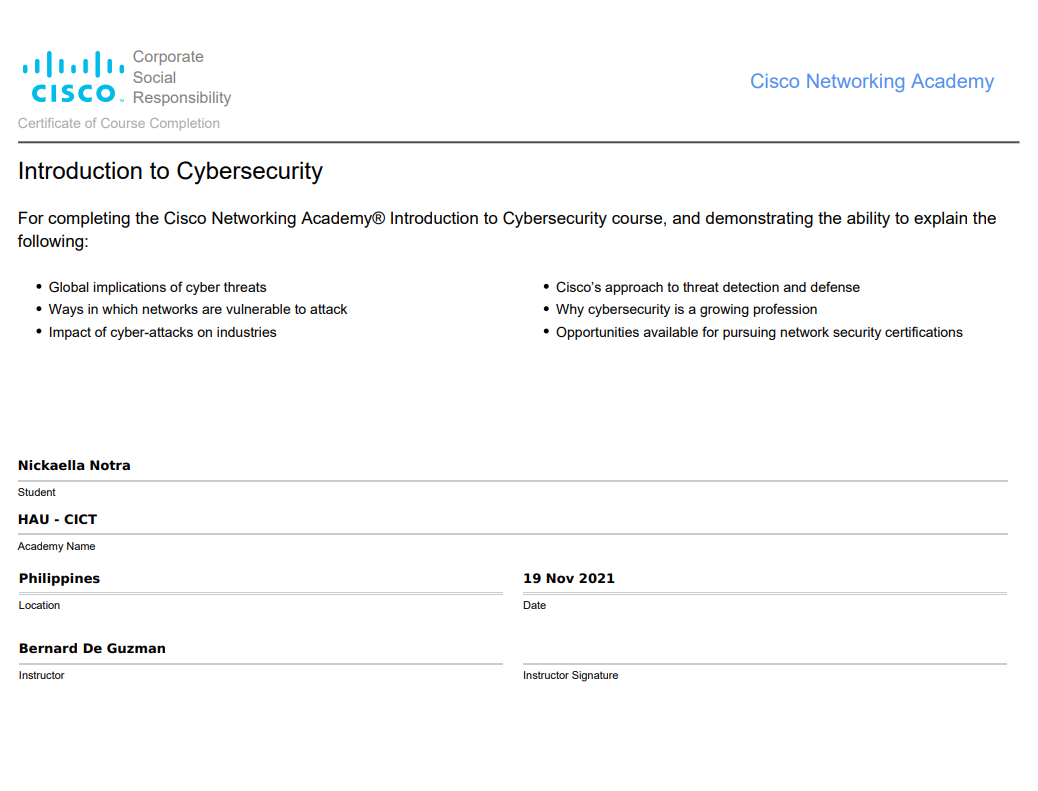 Corporate
Social
Responsibility
CISCO
Cisco Networking Academy
Certificate of Course Completion
Introduction to Cybersecurity
For completing the Cisco Networking Academy® Introduction to Cybersecurity course, and demonstrating the ability to explain the
following:
• Global implications of cyber threats
• Ways in which networks are vulnerable to attack
• Impact of cyber-attacks on industries
• Cisco’s approach to threat detection and defense
• Why cybersecurity is a growing profession
• Opportunities available for pursuing network security certifications
Nickaella Notra
Student
HAU - CICT
Academy Name
Philippines
Location
19 Nov 2021
Date
Bernard De Guzman
Instructor
Instructor Signature